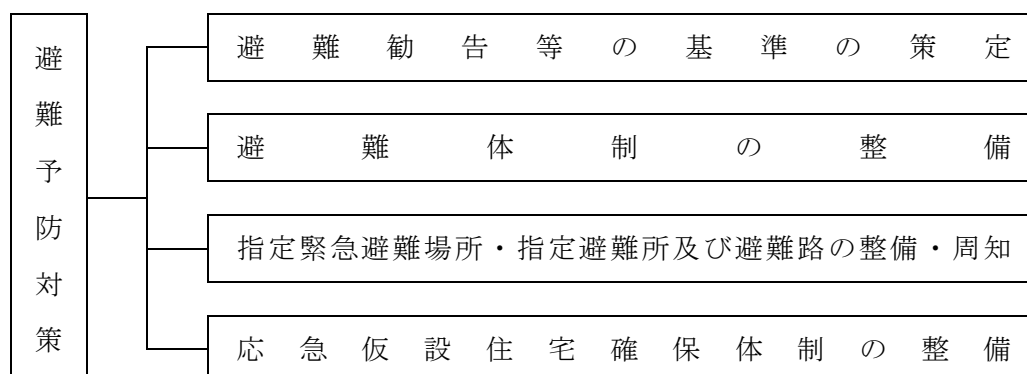 避難予防対策
避難勧告等の基準の策定
避難体制の整備
指定緊急避難場所・指定避難所及び避難路の整備・周知
応急仮設住宅確保体制の整備